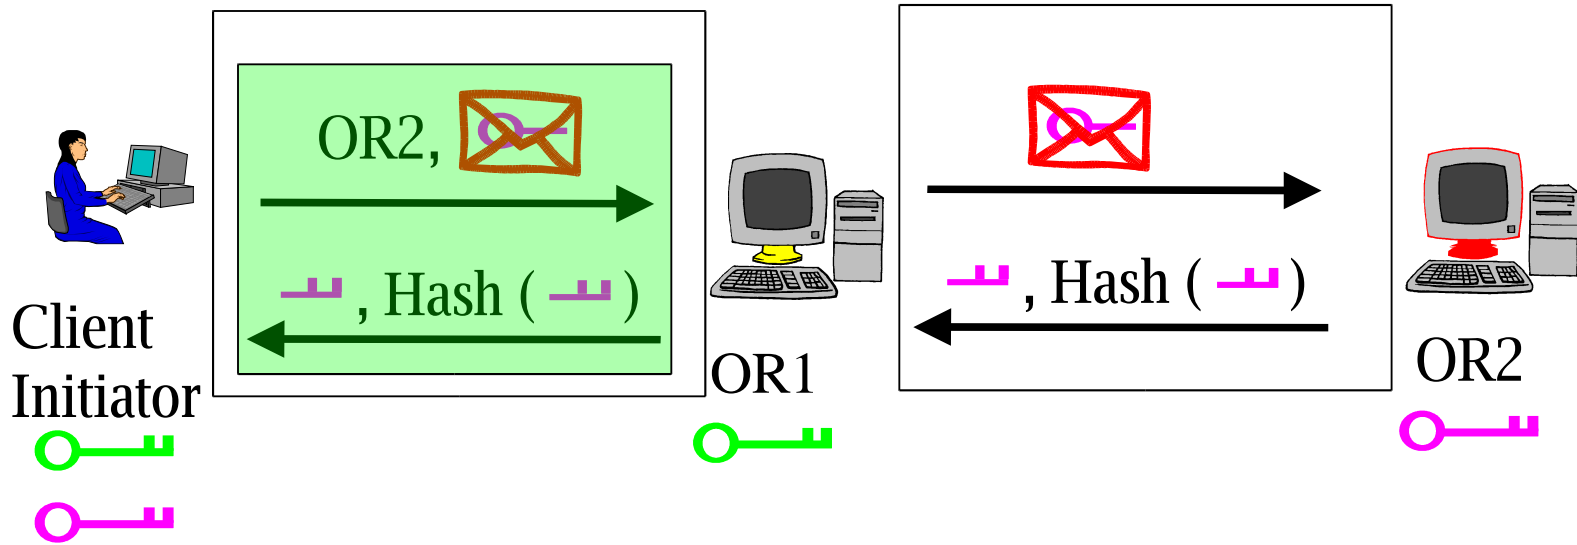 OR2,
, Hash ( )
, Hash ( )
Client
Initiator
OR1
OR2